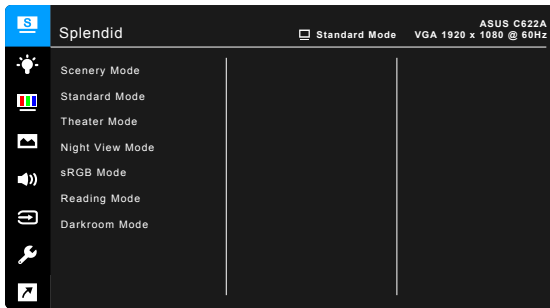 S
ASUS C622A
Splendid
Standard Mode
VGA 1920 x 1080 @ 60Hz
Scenery Mode
Standard Mode
Theater Mode
Night View Mode
sRGB Mode
Reading Mode
Darkroom Mode